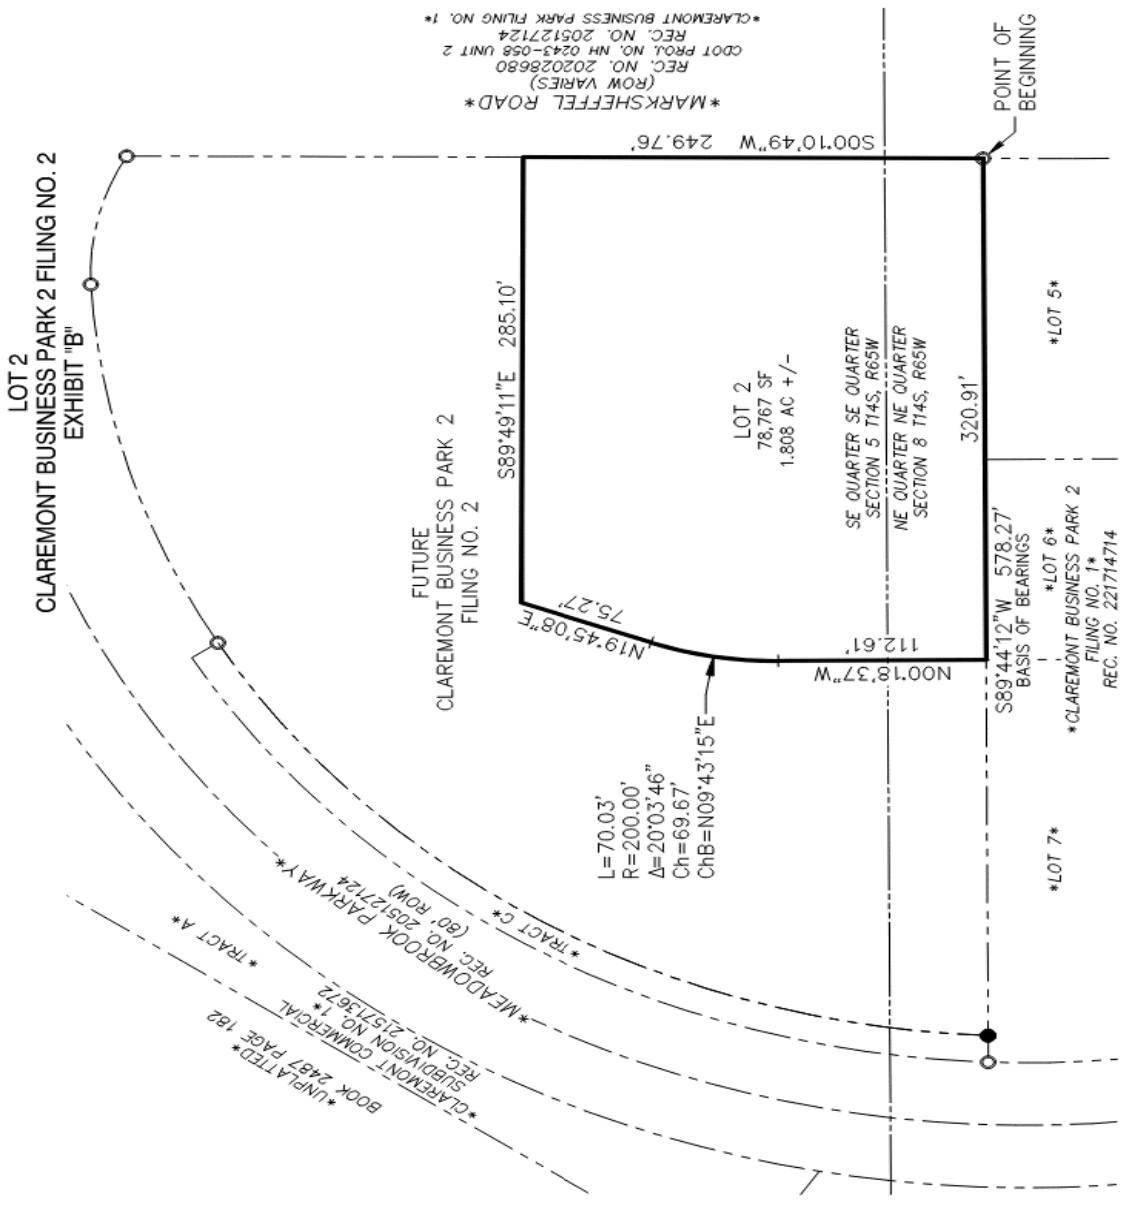 LOT 2
CLAREMONT BUSINESS PARK 2 FILING NO. 2
EXHIBIT "B"
*MARKSHEFFEL ROAD*
(ROW VARIES)
REC. NO. 202028680
CDOT PROJ. NO. NH 0243-058 UNIT 2
REC. NO. 205127124
*CLAREMONT BUSINESS PARK FILING NO. 1*
POINT OF
BEGINNING
S00°10'49"W 249.76'
S89°49'11"E 285.10'
FUTURE
CLAREMONT BUSINESS PARK 2
FILING NO. 2
N19°45'08"E
75.27'
LOT 2
78,767 SF
1.808 AC +/-
SE QUARTER SE QUARTER
SECTION 5 T14S, R65W
NE QUARTER NE QUARTER
SECTION 8 T14S, R65W
320.91'
L=70.03'
R=200.00'
Δ=20°03'46"
Ch=69.67'
ChB=N09°43'15"E
N00°18'37"W
112.61'
S89°44'12"W 578.27'
BASIS OF BEARINGS
*LOT 5*
*LOT 6*
*CLAREMONT BUSINESS PARK 2
FILING NO. 1*
REC. NO. 221714714
*LOT 7*
*TRACT C*
*MEADOWBROOK PARKWAY*
REC. NO. 205127124
(80' ROW)
*TRACT A*
*CLAREMONT COMMERCIAL
SUBDIVISION NO. 1*
REC. NO. 215713672
*UNPLATTED*
BOOK 2487 PAGE 182